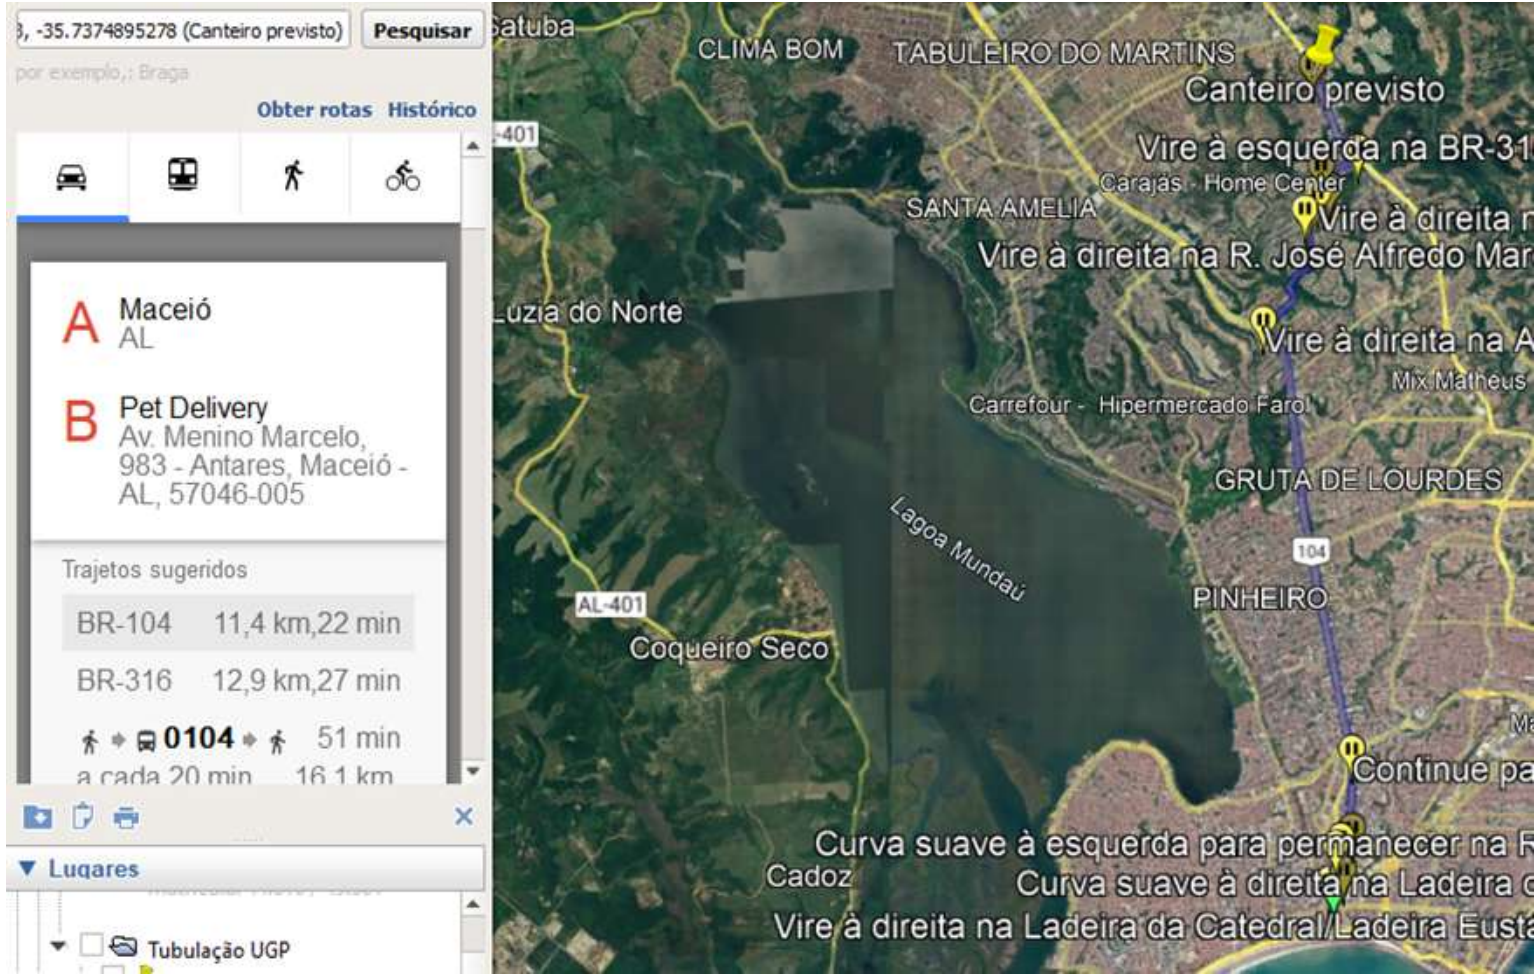 3, -35.7374895278 (Canteiro previsto)
Pesquisar
por exemplo,: Braga
Obter rotas Histórico
A Maceió
AL
B Pet Delivery
Av. Menino Marcelo,
983 - Antares, Maceió -
AL, 57046-005
Trajetos sugeridos
BR-104 11,4 km,22 min
BR-316 12,9 km,27 min
0104 51 min
a cada 20 min 16,1 km
Lugares
Tubulação UGP
Satuba
CLIMA BOM
TABULEIRO DO MARTINS
Canteiro previsto
-401
Vire à esquerda na BR-316
Carajás - Home Center
SANTA AMELIA
Vire à direita n
Vire à direita na R. José Alfredo Mar
Luzia do Norte
Vire à direita na A
Mix Matheus
Carrefour - Hipermercado Farol
GRUTA DE LOURDES
Lagoa Mundaú
104
PINHEIRO
AL-401
Coqueiro Seco
Ma
Continue pa
Curva suave à esquerda para permanecer na R
Cadoz
Curva suave à direita na Ladeira d
Vire à direita na Ladeira da Catedral/Ladeira Eustá